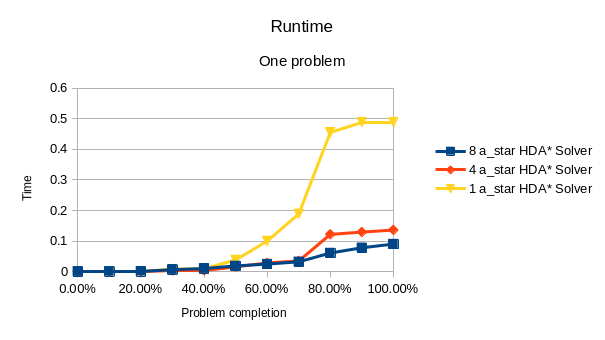 Runtime
One problem
0.6
0.5
0.4
0.3
0.2
0.1
0
Time
0.00% 20.00% 40.00% 60.00% 80.00% 100.00%
Problem completion
8 a_star HDA* Solver
4 a_star HDA* Solver
1 a_star HDA* Solver